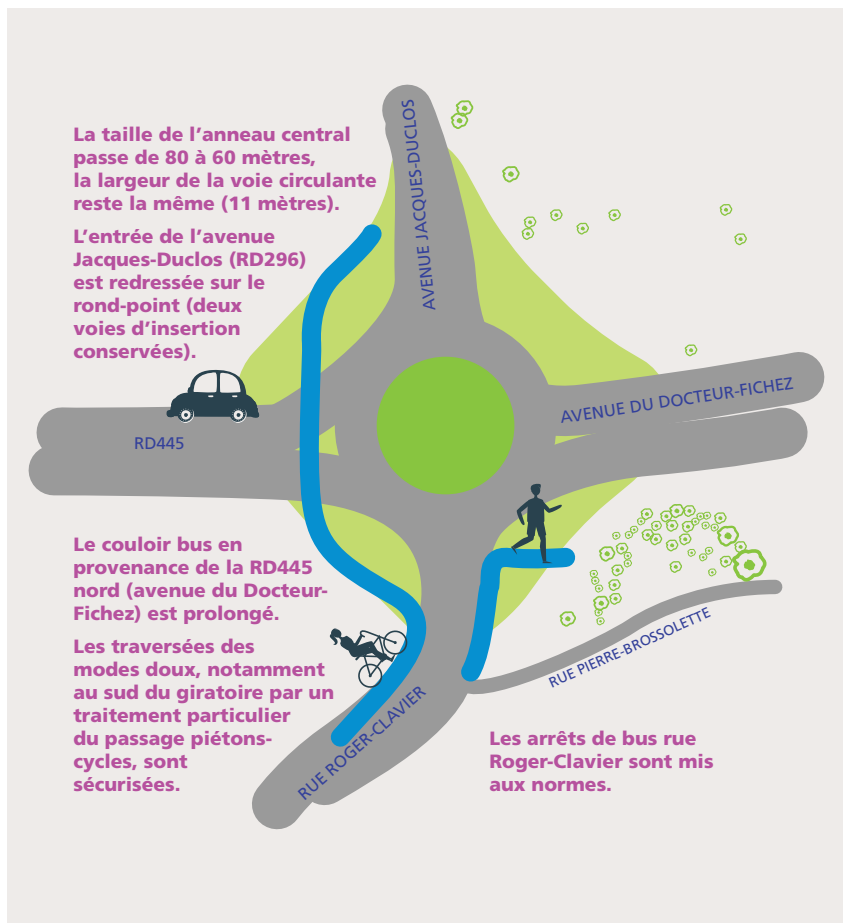 La taille de l’anneau central
passe de 80 à 60 mètres,
la largeur de la voie circulante
reste la même (11 mètres).
L’entrée de l’avenue
Jacques-Duclos (RD296)
est redressée sur le
rond-point (deux
voies d’insertion
conservées).
AVENUE JACQUES-DUCLOS
AVENUE DU DOCTEUR-FICHEZ
RD445
Le couloir bus en
provenance de la RD445
nord (avenue du Docteur-
Fichez) est prolongé.
Les traversées des
modes doux, notamment
au sud du giratoire par un
traitement particulier
du passage piétons-
cycles, sont
sécurisées.
RUE PIERRE-BROSSOLETTE
RUE ROGER-CLAVIER
Les arrêts de bus rue
Roger-Clavier sont mis
aux normes.